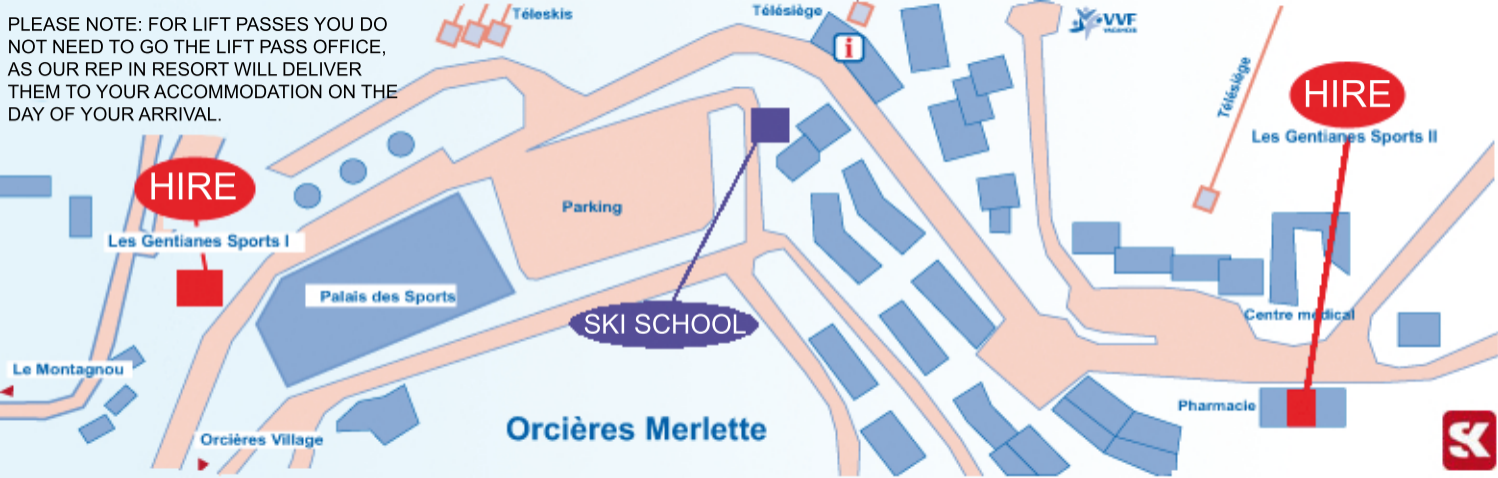 PLEASE NOTE: FOR LIFT PASSES YOU DO
NOT NEED TO GO THE LIFT PASS OFFICE,
AS OUR REP IN RESORT WILL DELIVER
THEM TO YOUR ACCOMMODATION ON THE
DAY OF YOUR ARRIVAL.
Téleskis
Télésiège
i
VVF
VACANCES
Télésiège
HIRE
Les Gentianes Sports II
HIRE
Les Gentianes Sports I
Parking
Palais des Sports
SKI SCHOOL
Centre médical
Le Montagnou
Pharmacie
Orcières Village
Orcières Merlette
SK